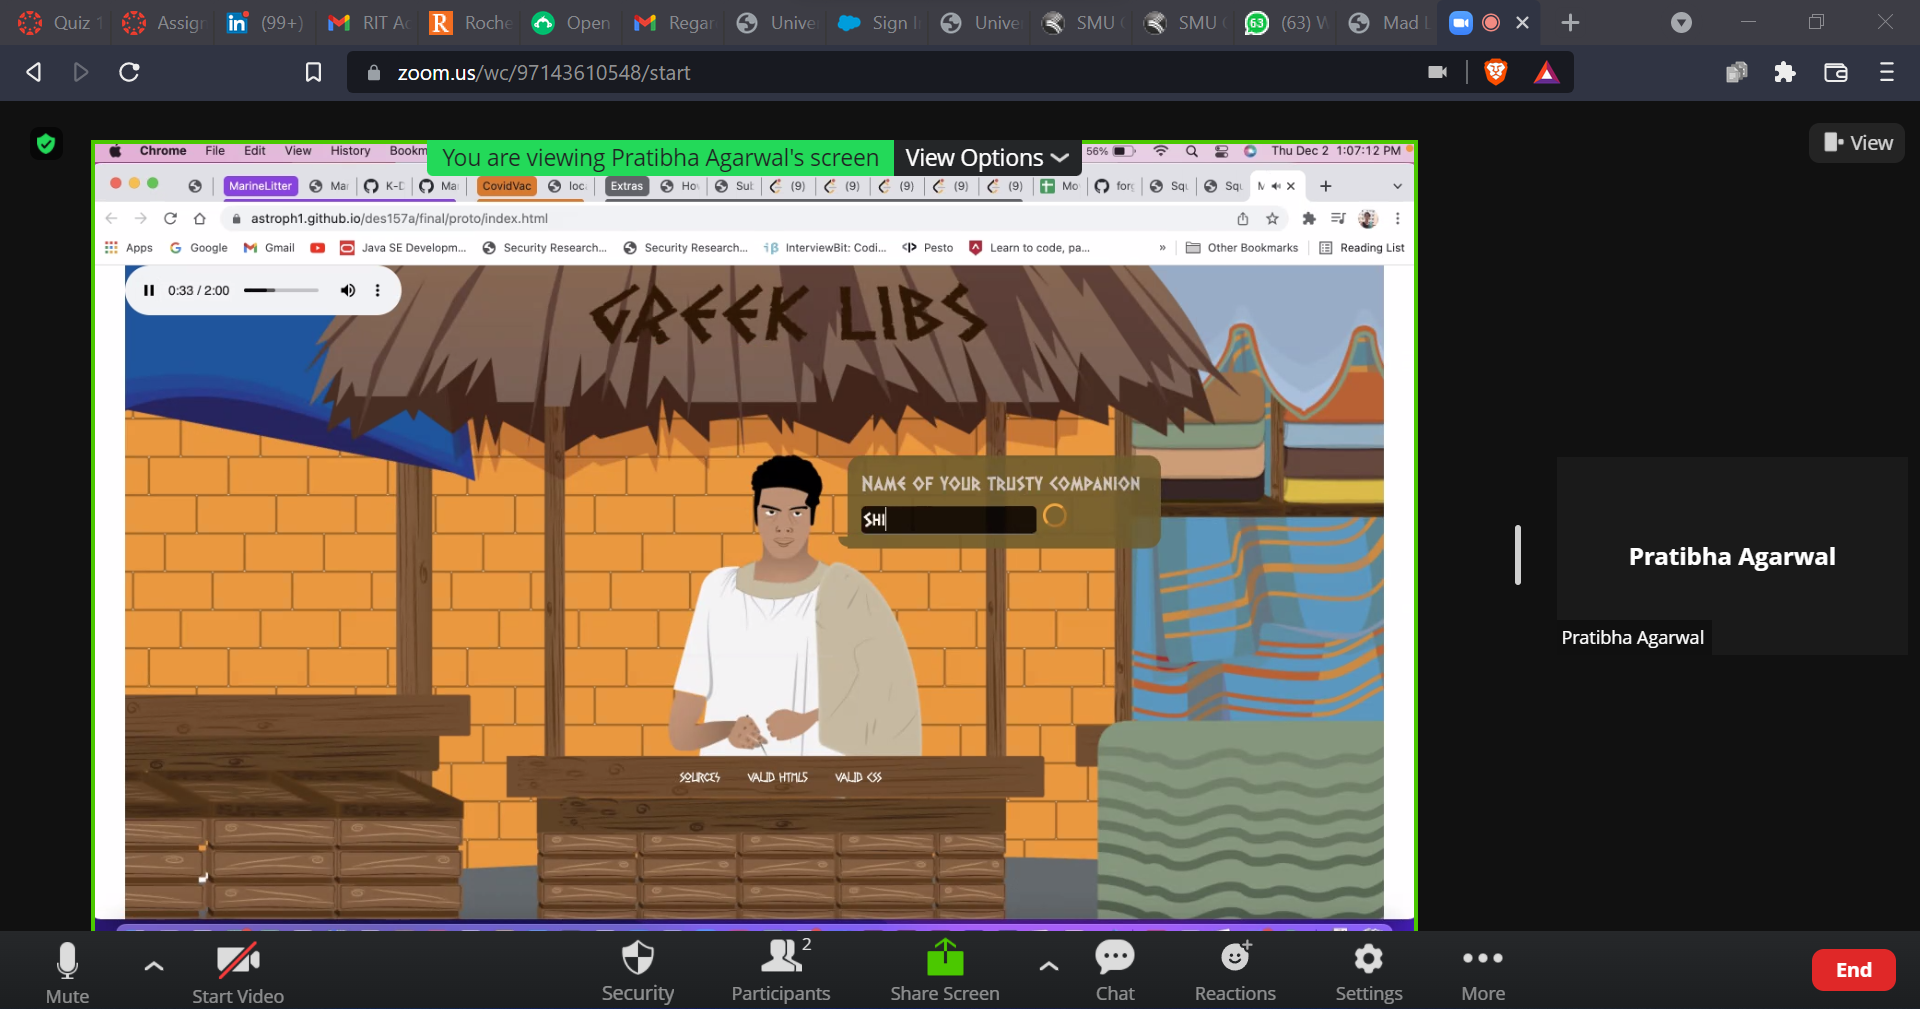 Quiz 1
Assigr
(99+)
RIT Ac
Roche
Open
Regar
Unive
Sign I
Unive
SMU
SMU
(63) W
Mad L
zoom.us/wc/97143610548/start
View
You are viewing Pratibha Agarwal's screen
View Options
Chrome File Edit View History Bookm
56% Thu Dec 2 1:07:12 PM
MarineLitter Mar K-D Ma CovidVac loc Extras Ho Sub (9) (9) (9) (9) (9) Mo for Squ Squ
astroph1.github.io/des157a/final/proto/index.html
Apps Google Gmail Java SE Developm... Security Research... Security Research... InterviewBit: Codi... Pesto Learn to code, pa... » Other Bookmarks Reading List
0:33 / 2:00
GREEK LIBS
NAME OF YOUR TRUSTY COMPANION
SHI
SOURCES VALID HTML5 VALID CSS
Pratibha Agarwal
Pratibha Agarwal
Mute
Start Video
Security
2
Participants
Share Screen
Chat
Reactions
Settings
More
End